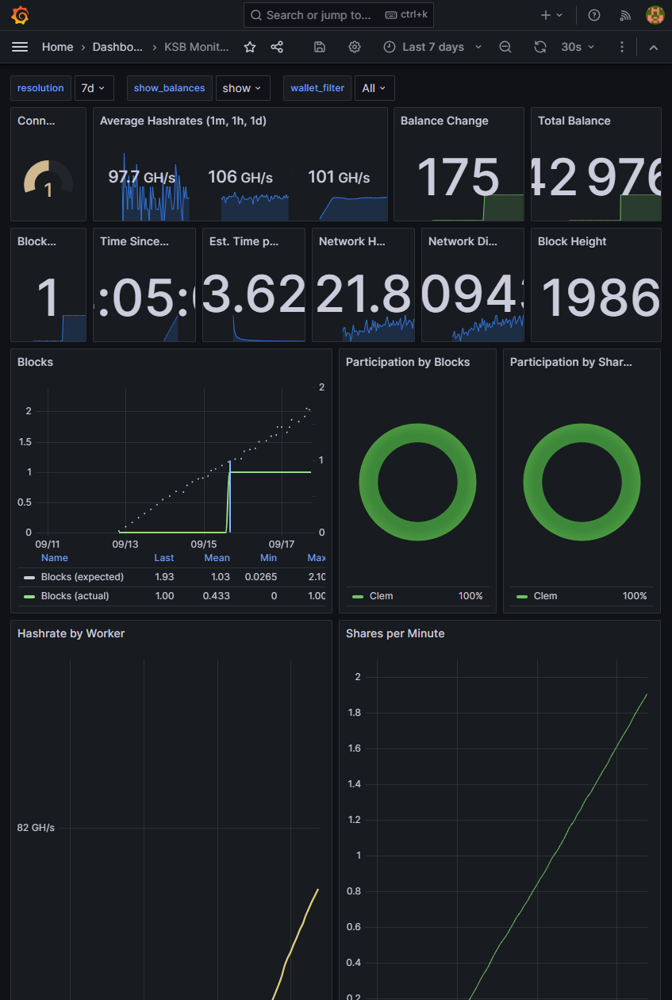 Search or jump to... ctrl+k
Home › Dashbo... › KSB Monit... Last 7 days 30s
resolution 7d show_balances show wallet_filter All
Conn... Average Hashrates (1m, 1h, 1d) Balance Change Total Balance
1 97.7 GH/s 106 GH/s 101 GH/s 175 42 976
Block... Time Since... Est. Time p... Network H... Network Di... Block Height
1 :05: 3.62 21.8 0943 1986
Blocks Participation by Blocks Participation by Shar...
2
2
1.5
1
1
0.5
0
0
09/11 09/13 09/15 09/17
Name Last Mean Min Max
Blocks (expected) 1.93 1.03 0.0265 2.10
Blocks (actual) 1.00 0.433 0 1.00
Clem 100% Clem 100%
Hashrate by Worker Shares per Minute
2
1.8
1.6
1.4
1.2
82 GH/s
1
0.8
0.6
0.4
0.2